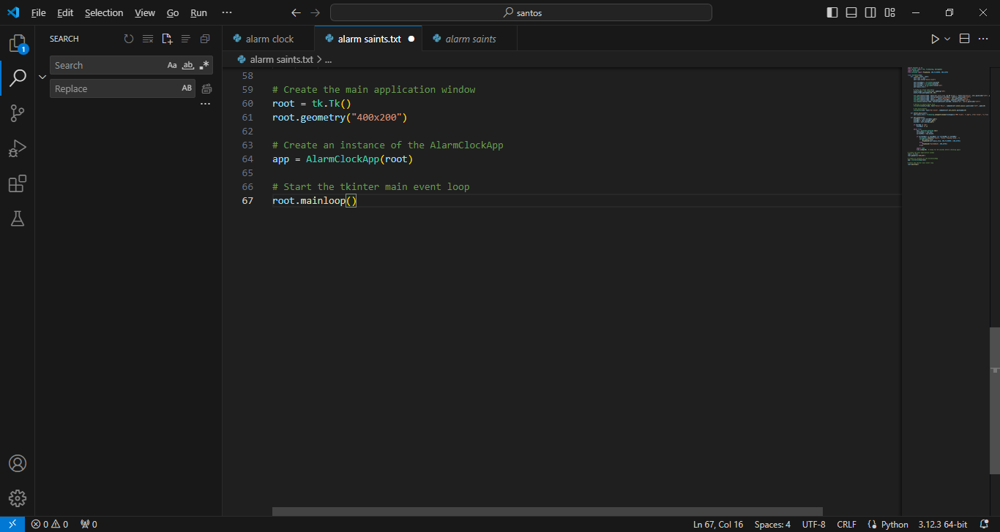 File Edit Selection View Go Run ···
santos
SEARCH
Search Aa ab .*
Replace AB
1
alarm clock
alarm saints.txt
alarm saints
alarm saints.txt > ...
58
59 # Create the main application window
60 root = tk.Tk()
61 root.geometry("400x200")
62
63 # Create an instance of the AlarmClockApp
64 app = AlarmClockApp(root)
65
66 # Start the tkinter main event loop
67 root.mainloop()
0 0 0
Ln 67, Col 16 Spaces: 4 UTF-8 CRLF Python 3.12.3 64-bit